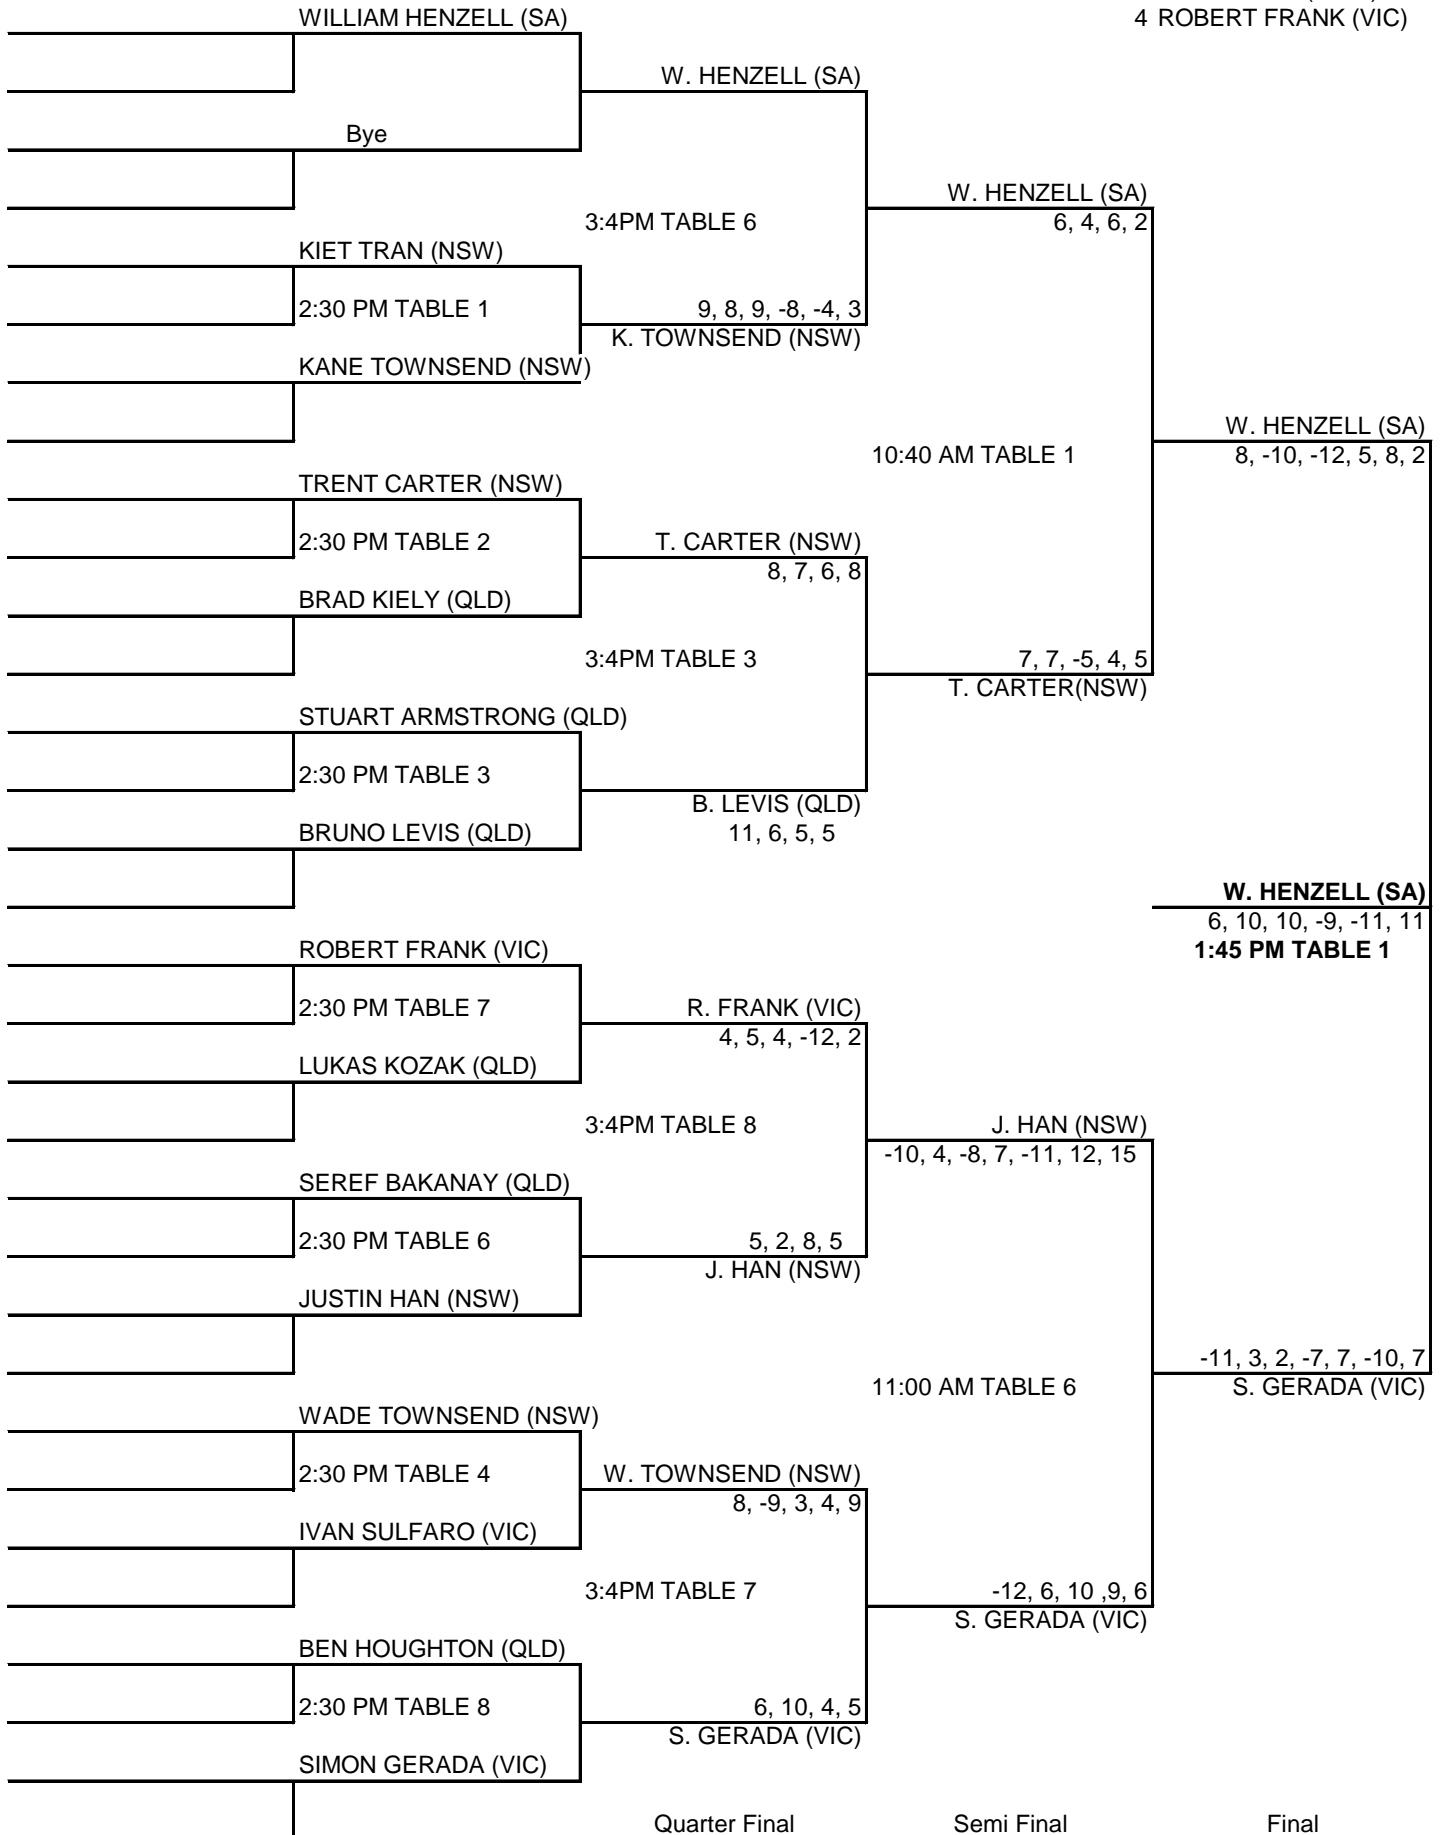 WILLIAM HENZELL (SA)
4 ROBERT FRANK (VIC)
W. HENZELL (SA)
Bye
W. HENZELL (SA)
3:4PM TABLE 6
6, 4, 6, 2
KIET TRAN (NSW)
2:30 PM TABLE 1
9, 8, 9, -8, -4, 3
K. TOWNSEND (NSW)
KANE TOWNSEND (NSW)
W. HENZELL (SA)
10:40 AM TABLE 1
8, -10, -12, 5, 8, 2
TRENT CARTER (NSW)
2:30 PM TABLE 2
T. CARTER (NSW)
8, 7, 6, 8
BRAD KIELY (QLD)
3:4PM TABLE 3
7, 7, -5, 4, 5
T. CARTER(NSW)
STUART ARMSTRONG (QLD)
2:30 PM TABLE 3
B. LEVIS (QLD)
BRUNO LEVIS (QLD)
11, 6, 5, 5
W. HENZELL (SA)
6, 10, 10, -9, -11, 11
ROBERT FRANK (VIC)
1:45 PM TABLE 1
2:30 PM TABLE 7
R. FRANK (VIC)
4, 5, 4, -12, 2
LUKAS KOZAK (QLD)
3:4PM TABLE 8
J. HAN (NSW)
-10, 4, -8, 7, -11, 12, 15
SEREF BAKANAY (QLD)
2:30 PM TABLE 6
5, 2, 8, 5
J. HAN (NSW)
JUSTIN HAN (NSW)
-11, 3, 2, -7, 7, -10, 7
11:00 AM TABLE 6
S. GERADA (VIC)
WADE TOWNSEND (NSW)
2:30 PM TABLE 4
W. TOWNSEND (NSW)
8, -9, 3, 4, 9
IVAN SULFARO (VIC)
3:4PM TABLE 7
-12, 6, 10 ,9, 6
S. GERADA (VIC)
BEN HOUGHTON (QLD)
2:30 PM TABLE 8
6, 10, 4, 5
S. GERADA (VIC)
SIMON GERADA (VIC)
Quarter Final
Semi Final
Final